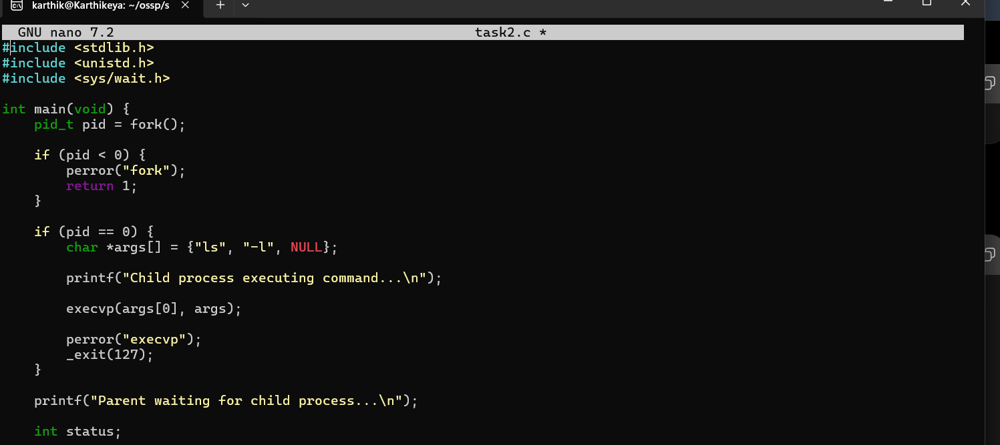 karthik@Karthikeya: ~/ossp/s
GNU nano 7.2 task2.c *
#include <stdlib.h>
#include <unistd.h>
#include <sys/wait.h>

int main(void) {
    pid_t pid = fork();

    if (pid < 0) {
        perror("fork");
        return 1;
    }

    if (pid == 0) {
        char *args[] = {"ls", "-l", NULL};

        printf("Child process executing command...\n");

        execvp(args[0], args);

        perror("execvp");
        _exit(127);
    }

    printf("Parent waiting for child process...\n");

    int status;